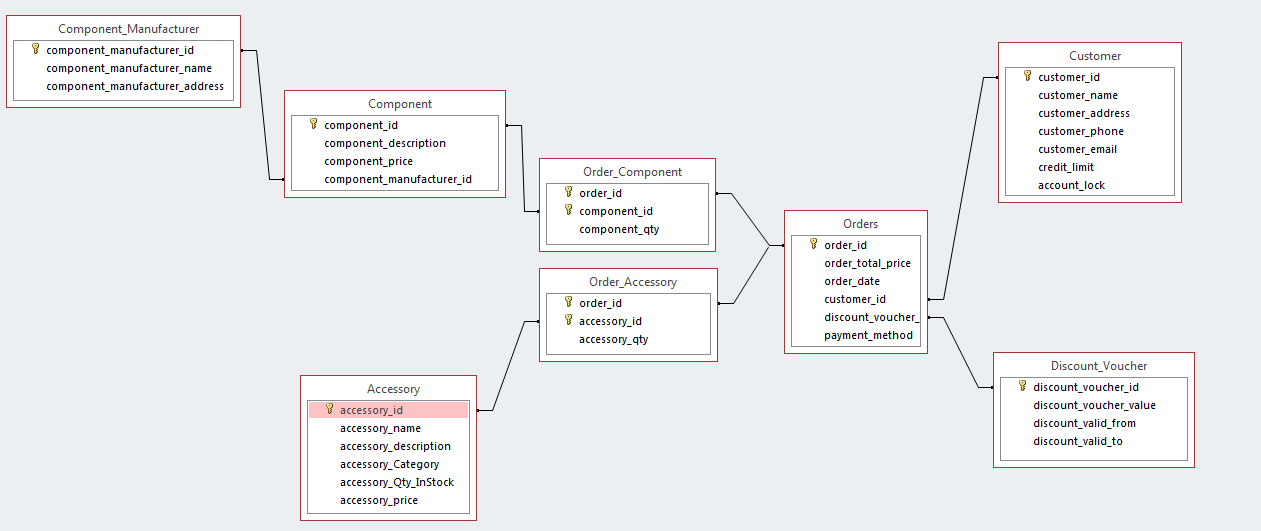 Component_Manufacturer
component_manufacturer_id
component_manufacturer_name
component_manufacturer_address
Component
component_id
component_description
component_price
component_manufacturer_id
Order_Component
order_id
component_id
component_qty
Order_Accessory
order_id
accessory_id
accessory_qty
Accessory
accessory_id
accessory_name
accessory_description
accessory_Category
accessory_Qty_InStock
accessory_price
Orders
order_id
order_total_price
order_date
customer_id
discount_voucher_
payment_method
Customer
customer_id
customer_name
customer_address
customer_phone
customer_email
credit_limit
account_lock
Discount_Voucher
discount_voucher_id
discount_voucher_value
discount_valid_from
discount_valid_to